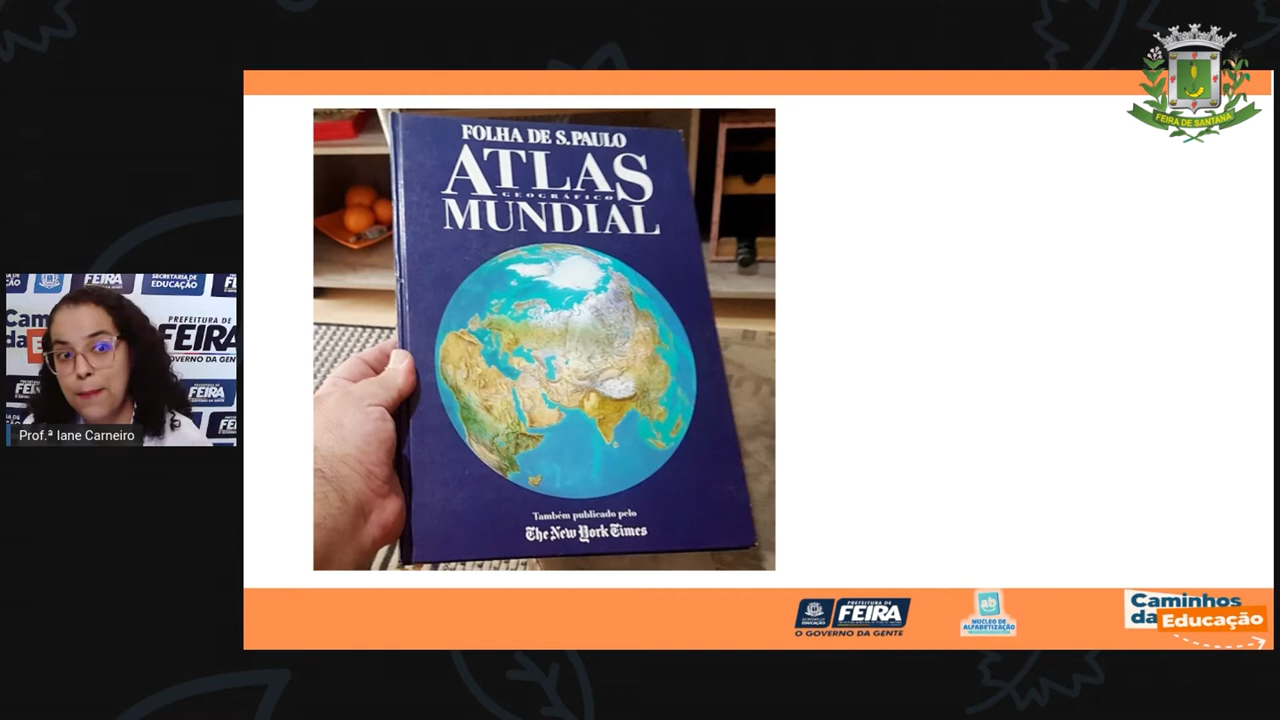 FEIRA DE SANTANA
FOLHA DE S.PAULO
ATLAS
GEOGRÁFICO
MUNDIAL
Também publicado pelo
The New York Times
FEIRA
SECRETARIA DE
EDUCAÇÃO
PREFEITURA DE
FEIRA
GOVERNO DA GEN
FEIRA
Prof.ª Iane Carneiro
PREFEITURA DE
FEIRA
O GOVERNO DA GENTE
ab
NÚCLEO DE
ALFABETIZAÇÃO
Caminhos
da Educação